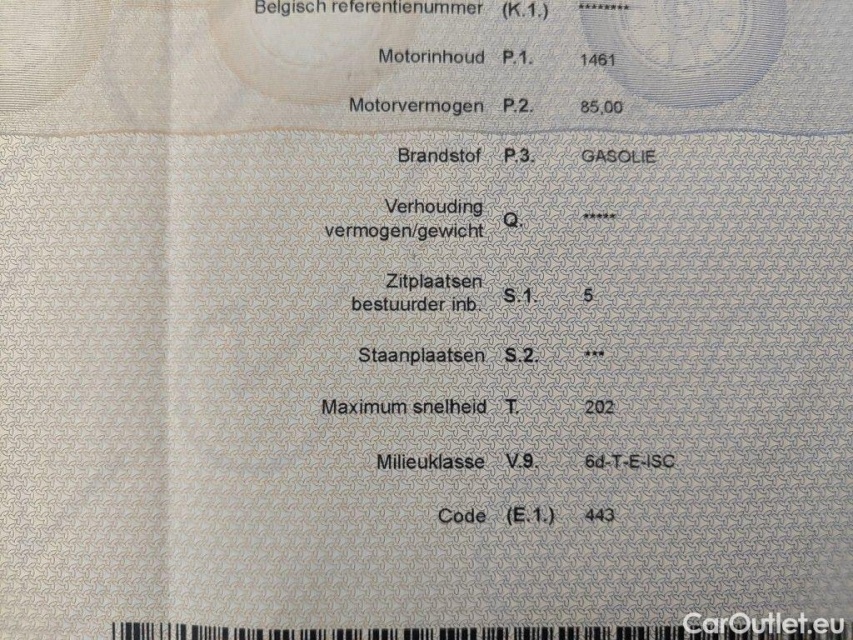 Belgisch referentienummer (K.1.) ********
Motorinhoud P.1. 1461
Motorvermogen P.2. 85,00
Brandstof P.3. GASOLIE
Verhouding
vermogen/gewicht Q. *****
Zitplaatsen
bestuurder inb. S.1. 5
Staanplaatsen S.2. ***
Maximum snelheid T. 202
Milieuklasse V.9. 6d-T-E-ISC
Code (E.1.) 443
CarOutlet.eu